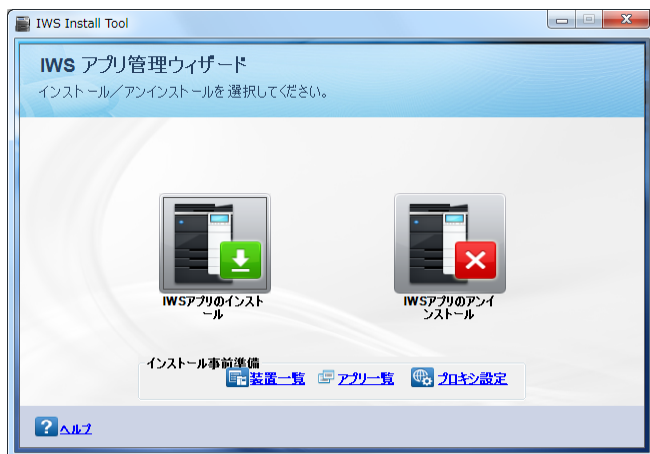 IWS Install Tool
IWS アプリ管理ウィザード
インストール／アンインストールを選択してください。
IWSアプリのインスト
ール
IWSアプリのアンイ
ンストール
インストール事前準備
装置一覧 アプリ一覧 プロキシ設定
? ヘルプ